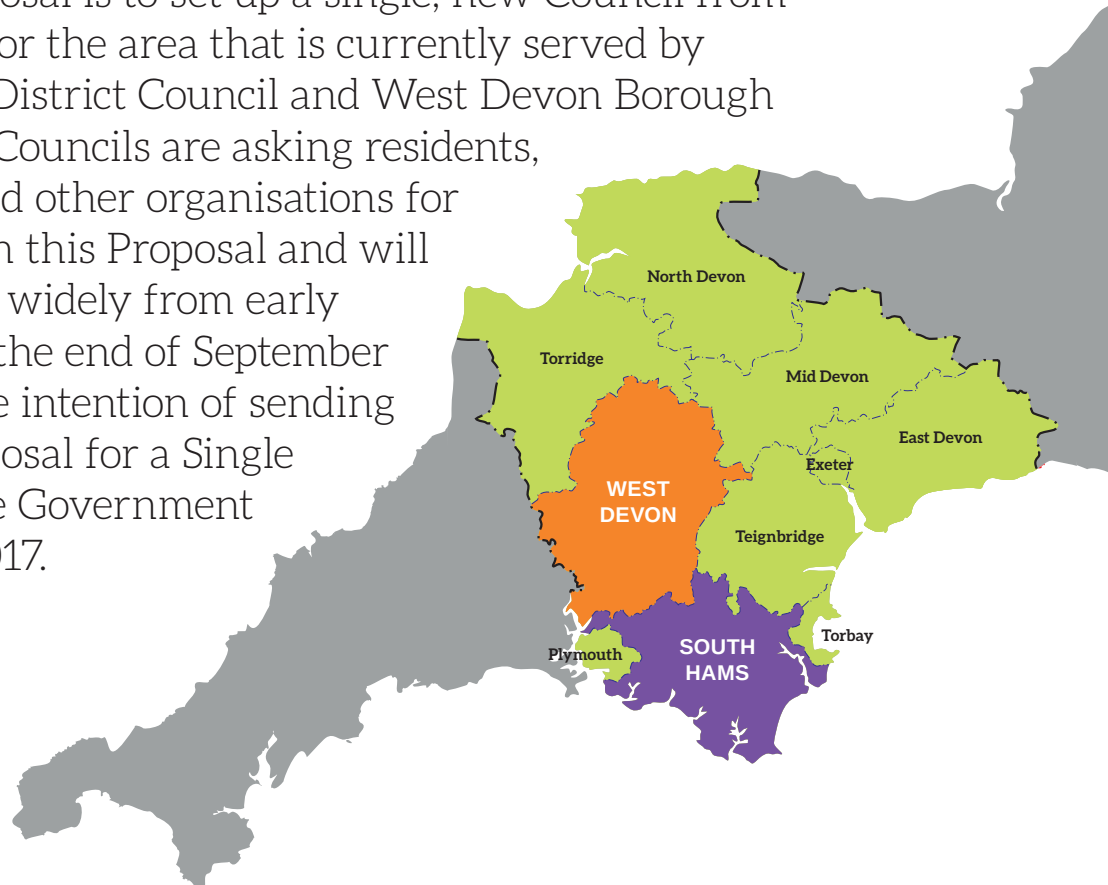 osal is to set up a single, new Council from
or the area that is currently served by
District Council and West Devon Borough
Councils are asking residents,
d other organisations for
n this Proposal and will
widely from early
the end of September
e intention of sending
osal for a Single
e Government
017.
North Devon
Torridge
Mid Devon
East Devon
Exeter
WEST
DEVON
Teignbridge
Torbay
SOUTH
HAMS
Plymouth